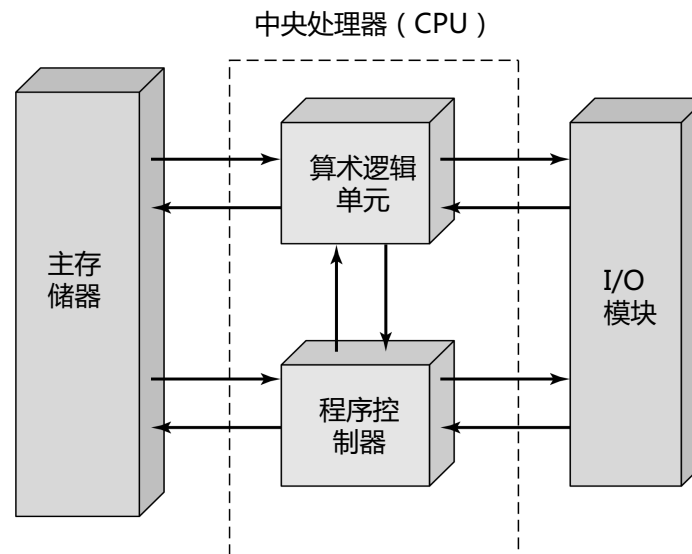 中央处理器（CPU）
算术逻辑
单元
主存
储器
I/O
模块
程序控
制器